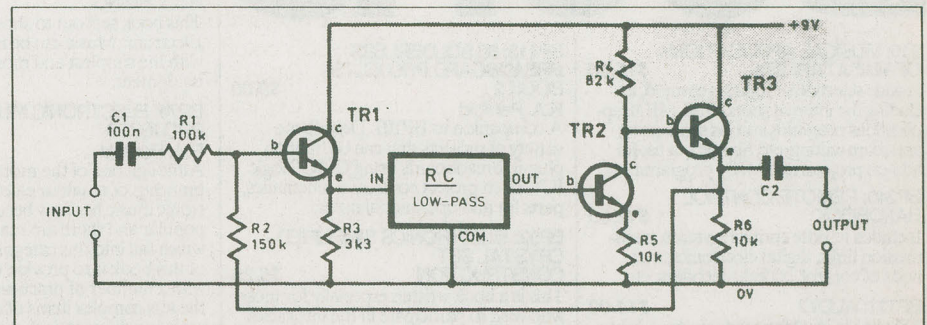 +9V
R4
82k
TR3
c
b
C1
100n
R1
100k
TR1
c
b
TR2
IN
RC
OUT
LOW-PASS
COM.
b
e
C2
R2
150k
R3
3k3
R5
10k
R6
10k
INPUT
OUTPUT
0V